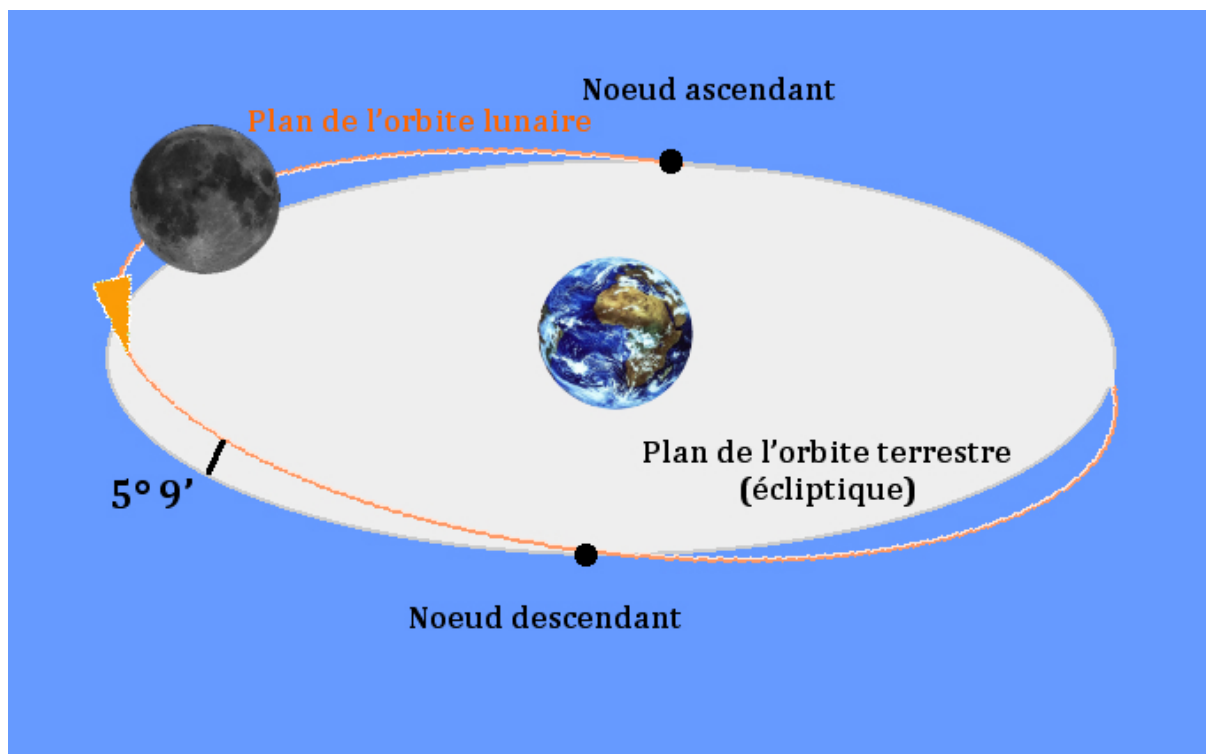 Noeud ascendant
Plan de l'orbite lunaire
Plan de l'orbite terrestre
(écliptique)
5° 9’
Noeud descendant